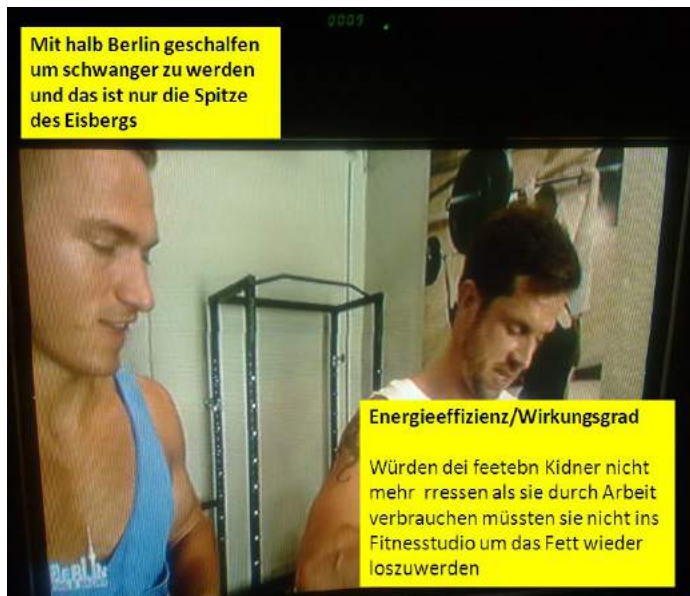 0009
Mit halb Berlin geschalfen
um schwanger zu werden
und das ist nur die Spitze
des Eisbergs
Energieeffizienz/Wirkungsgrad
Würden dei feetebn Kidner nicht
mehr rressen als sie durch Arbeit
verbrauchen müssten sie nicht ins
Fitnesstudio um das Fett wieder
loszuwerden
BERLIN